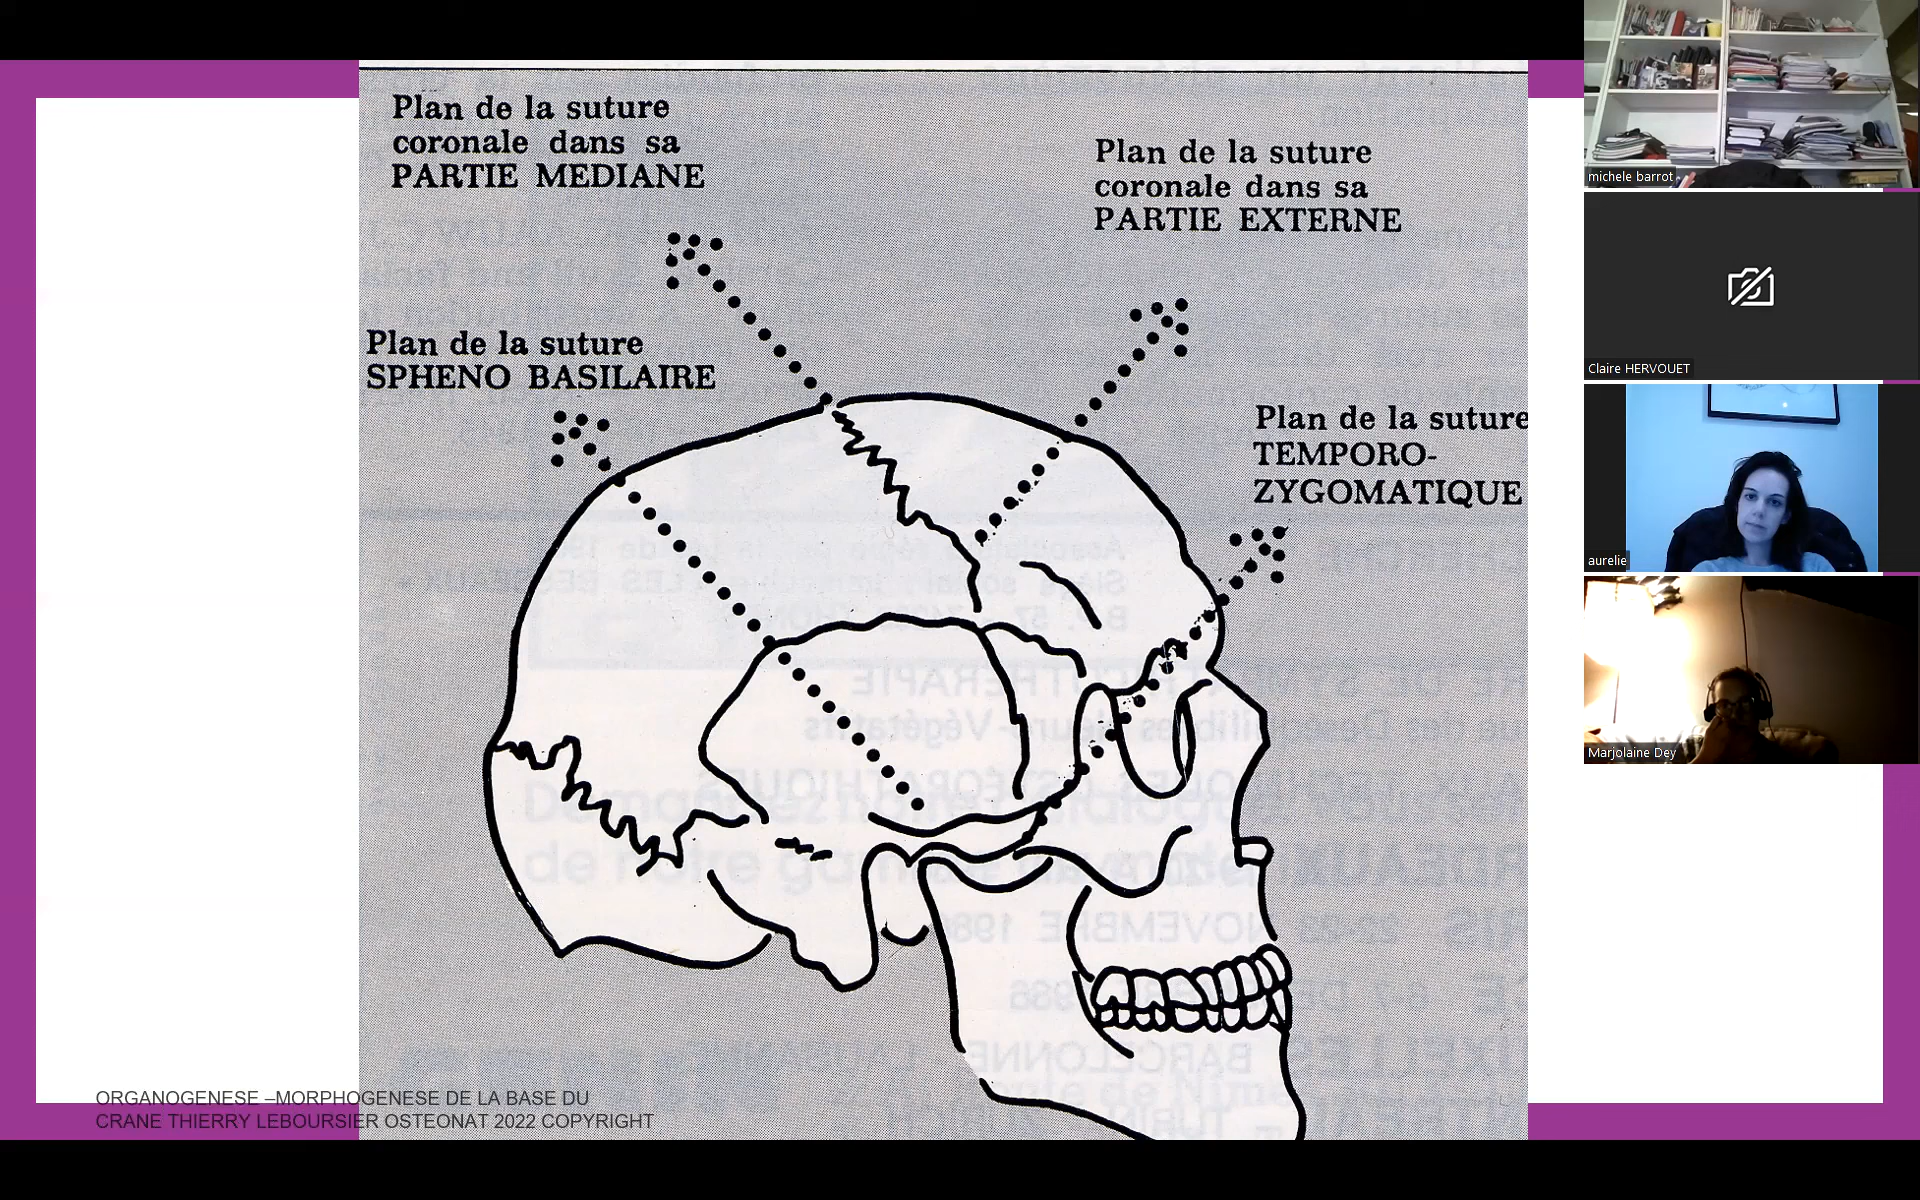 Plan de la suture
coronale dans sa
PARTIE MEDIANE
Plan de la suture
coronale dans sa
PARTIE EXTERNE
Plan de la suture
SPHENO BASILAIRE
Plan de la suture
TEMPORO-
ZYGOMATIQUE
ORGANOGENESE –MORPHOGENESE DE LA BASE DU
CRANE THIERRY LEBOURSIER OSTEONAT 2022 COPYRIGHT
michele barrot
Claire HERVOUET
aurelie
Marjolaine Dey